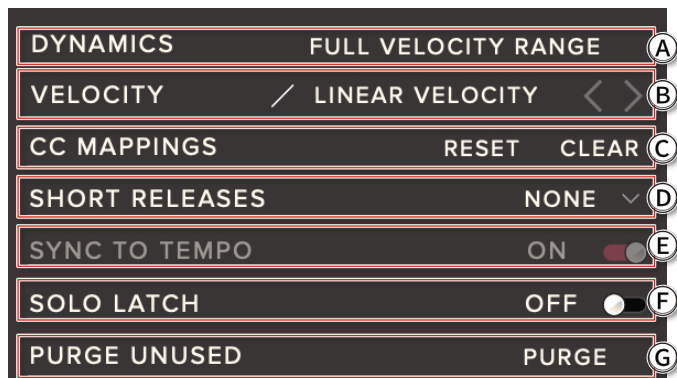 DYNAMICS FULL VELOCITY RANGE A
VELOCITY LINEAR VELOCITY B
CC MAPPINGS RESET CLEAR C
SHORT RELEASES NONE D
SYNC TO TEMPO ON E
SOLO LATCH OFF F
PURGE UNUSED PURGE G